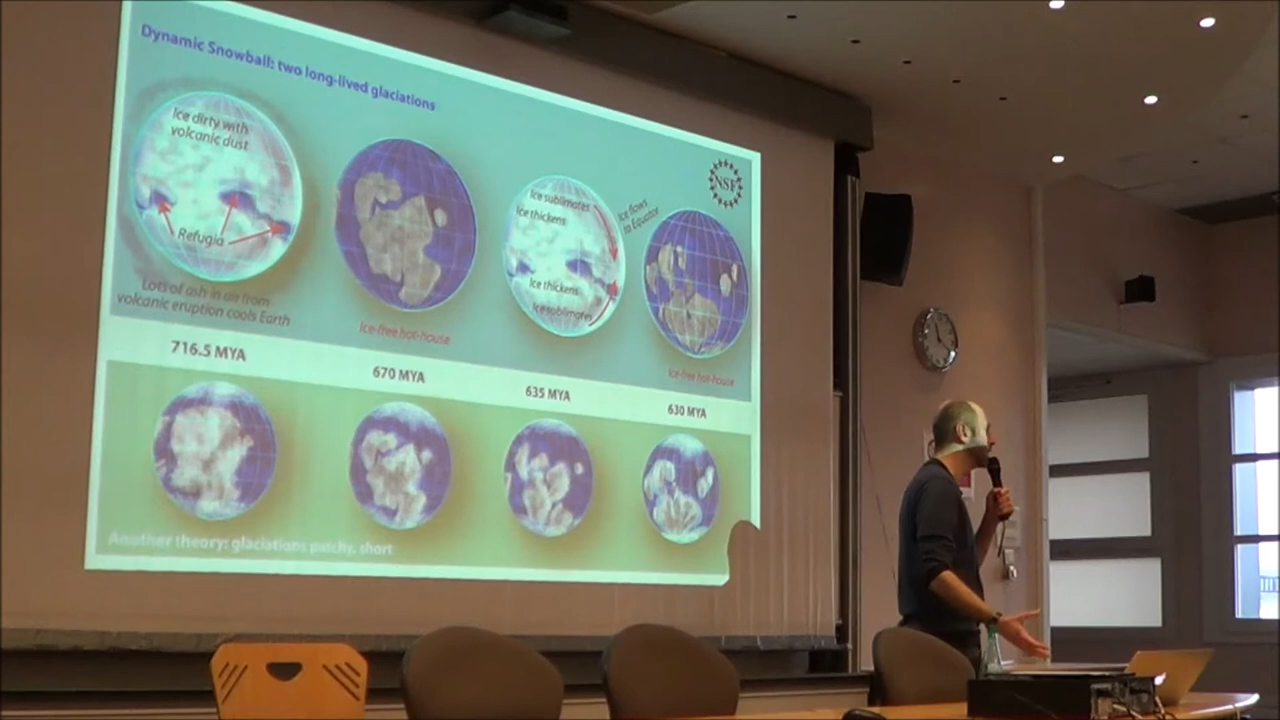 Dynamic Snowball: two long-lived glaciations
Ice dirty with
volcanic dust
Refugia
Lots of ash in air from
volcanic eruption cools Earth
Ice-free hot-house
Ice sublimates
Ice thickens
Ice thickens
Ice sublimates
Ice flows
to Equator
NSF
Ice-free hot-house
716.5 MYA
670 MYA
635 MYA
630 MYA
Another theory: glaciations patchy, short